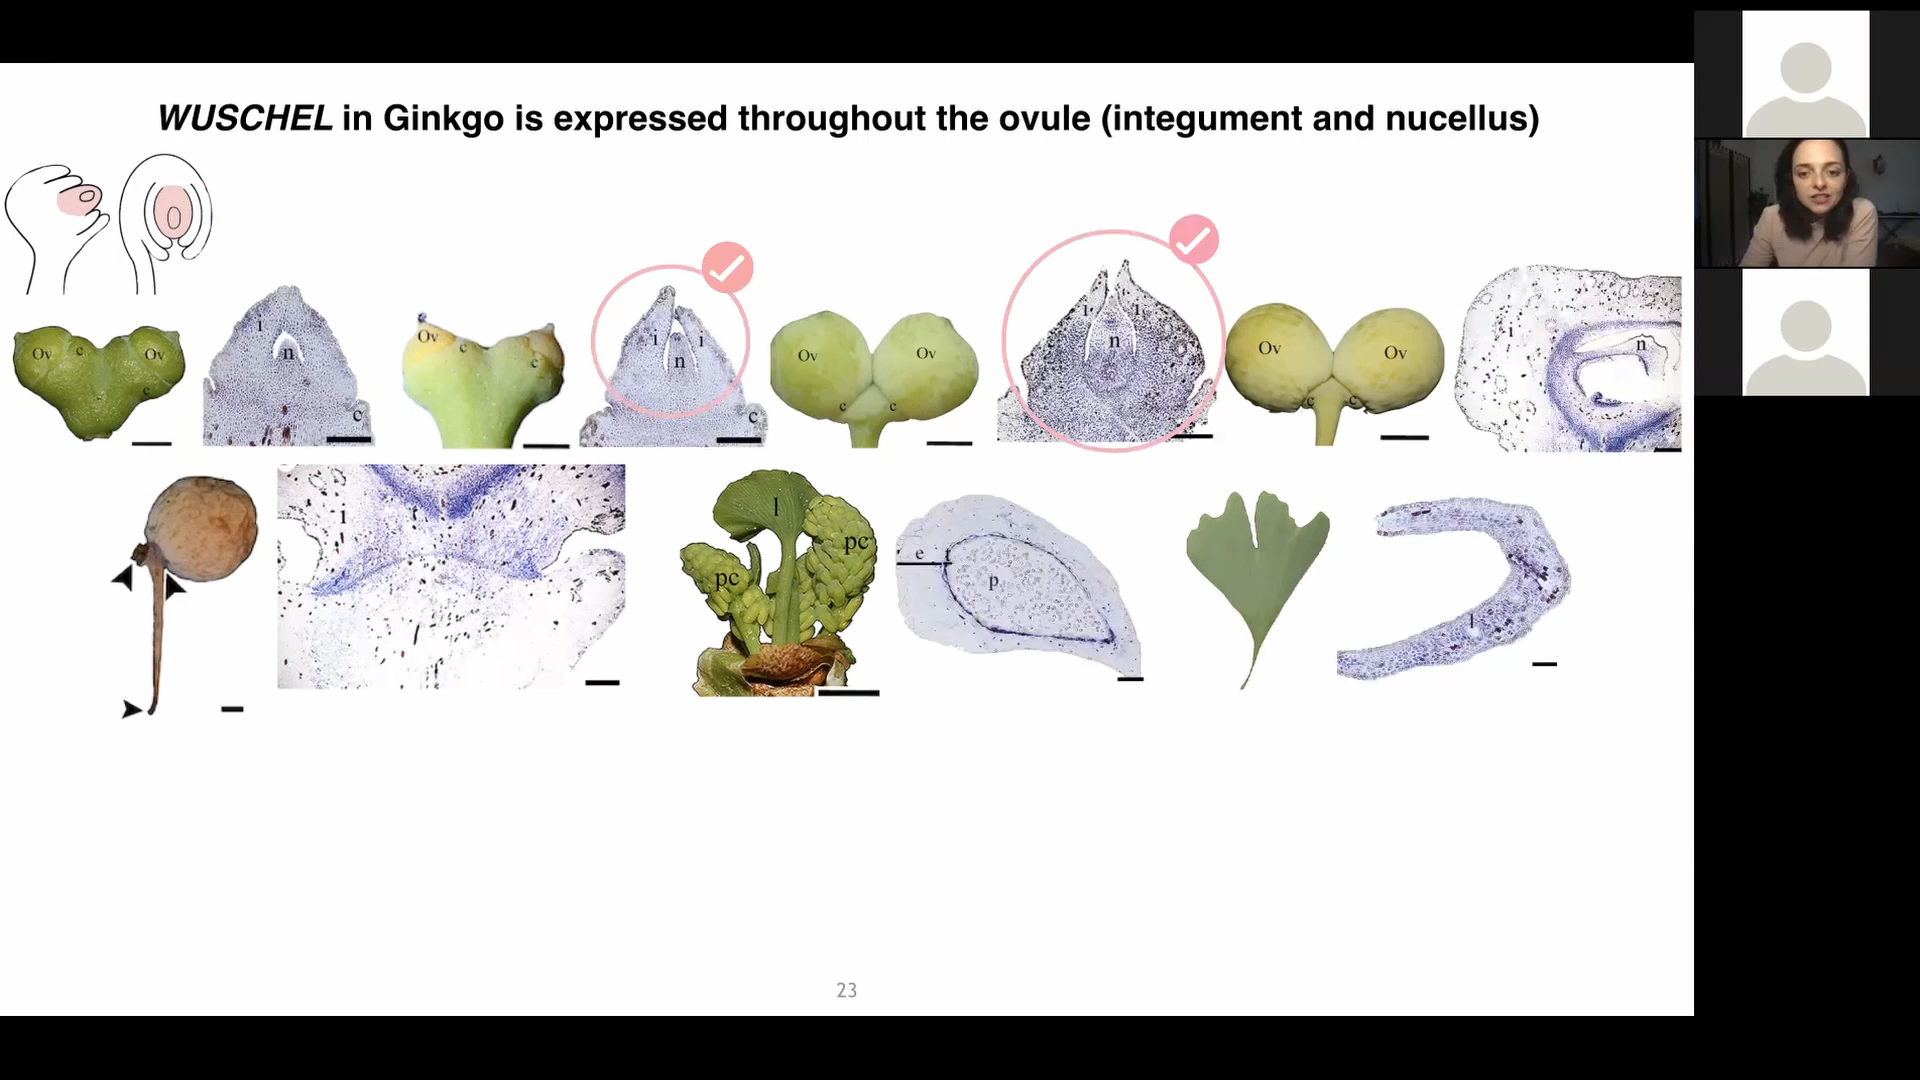 WUSCHEL in Ginkgo is expressed throughout the ovule (integument and nucellus)
Ov c Ov c
i n c
Ov c c
i i n c
Ov Ov c c
i i n
Ov Ov c c
i n
i
l pc pc
e p
l
23